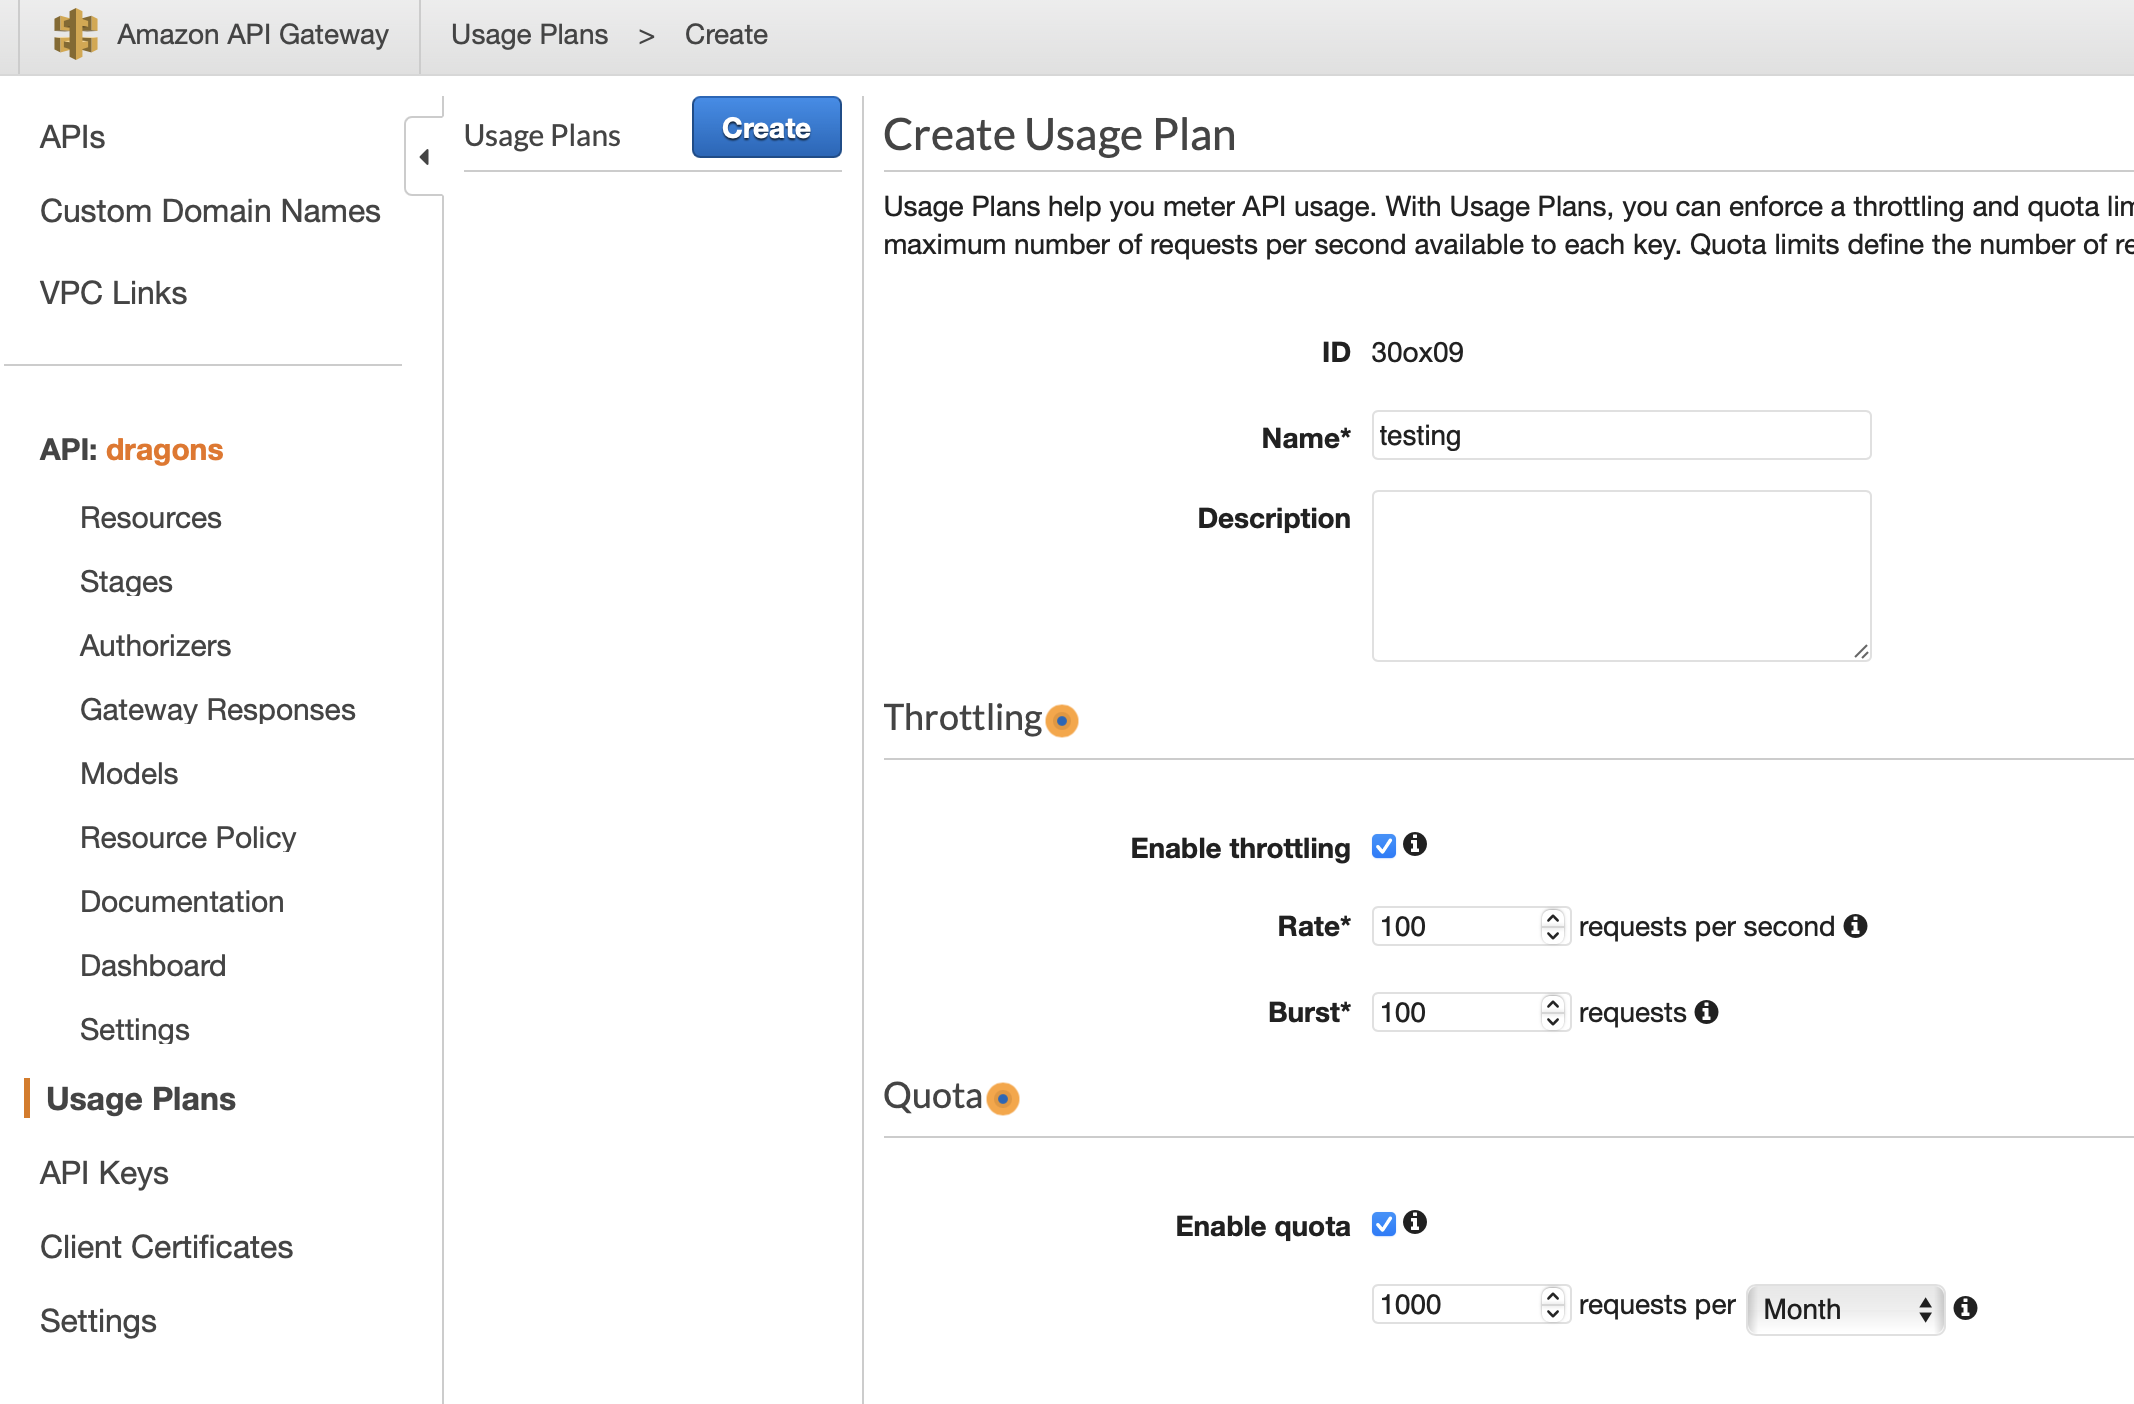 Amazon API Gateway
Usage Plans > Create
APIs
Custom Domain Names
VPC Links
API: dragons
Resources
Stages
Authorizers
Gateway Responses
Models
Resource Policy
Documentation
Dashboard
Settings
Usage Plans
API Keys
Client Certificates
Settings
Usage Plans
Create
Create Usage Plan
Usage Plans help you meter API usage. With Usage Plans, you can enforce a throttling and quota
maximum number of requests per second available to each key. Quota limits define the number of
ID 30ox09
Name* testing
Description
Throttling
Enable throttling
Rate* 100 requests per second
Burst* 100 requests
Quota
Enable quota
1000 requests per Month